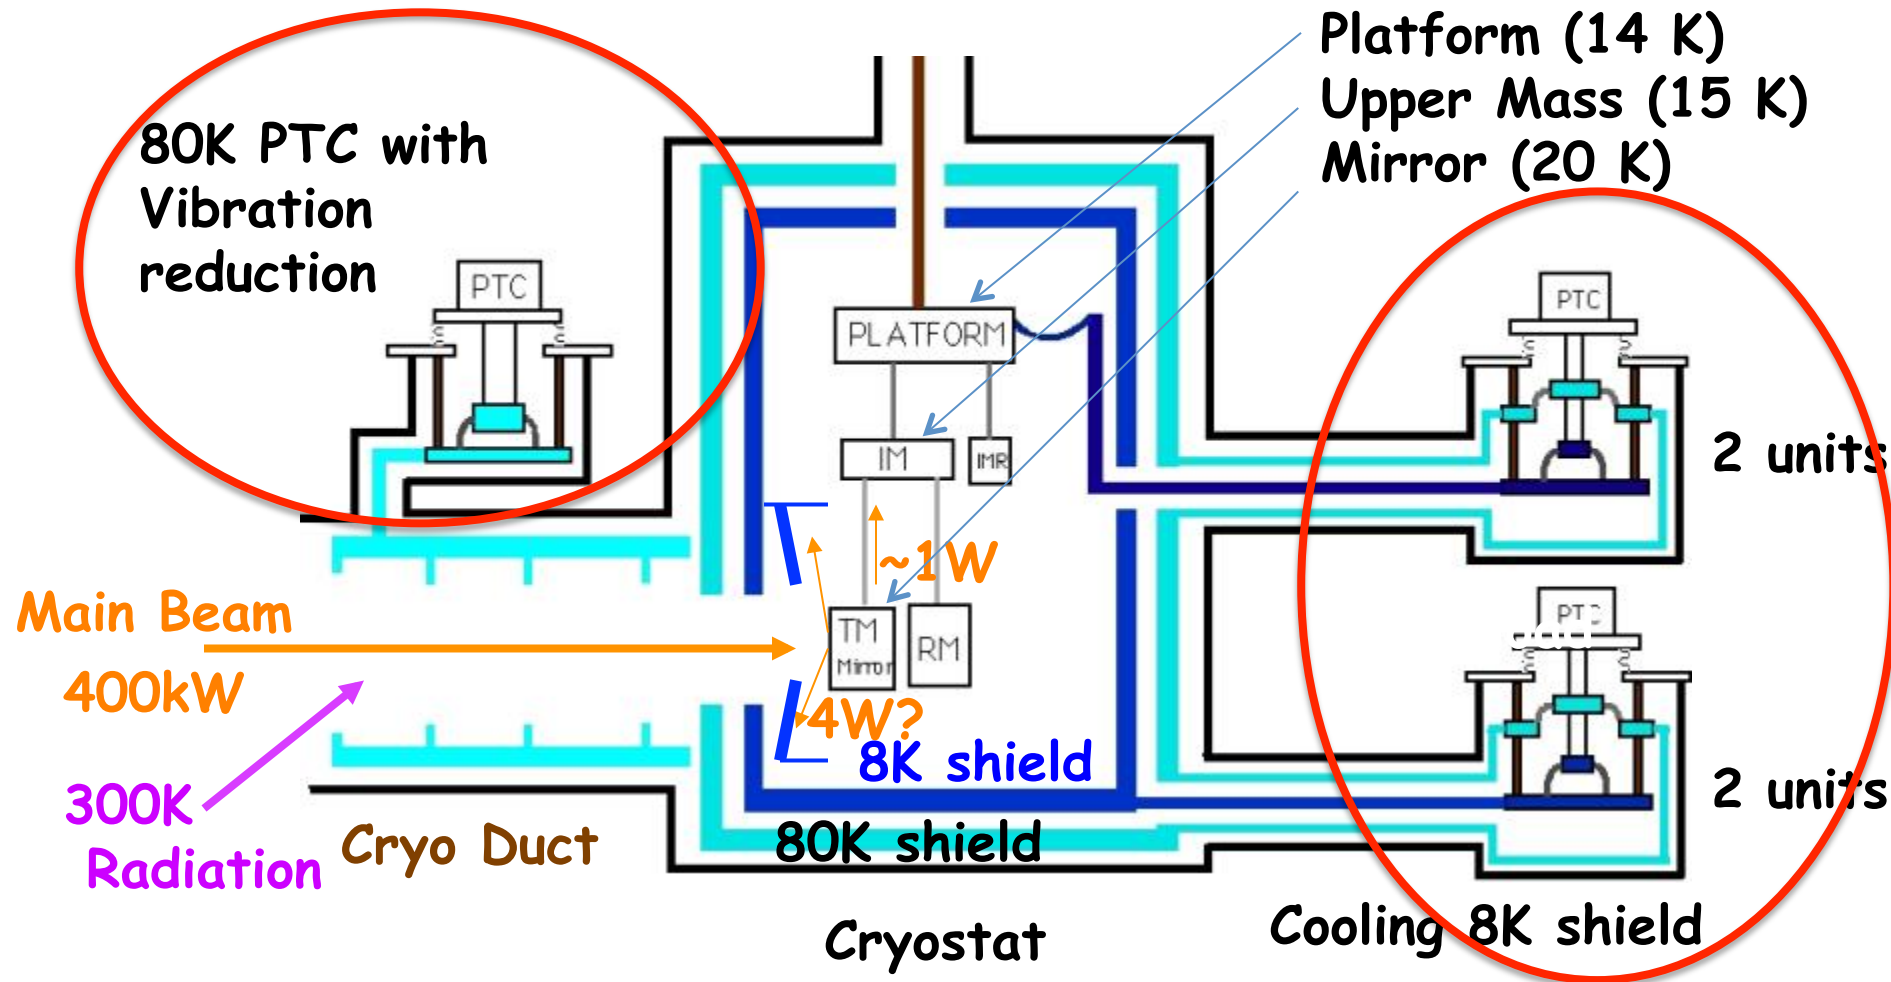 Platform (14 K)
Upper Mass (15 K)
Mirror (20 K)
80K PTC with
Vibration
reduction
PTC
PTC
PLATFORM
2 units
IM
IMR
~1W
Main Beam
400kW
TM
Mirror
RM
PTC
4W?
8K shield
2 units
300K
Radiation
Cryo Duct
80K shield
Cryostat
Cooling 8K shield